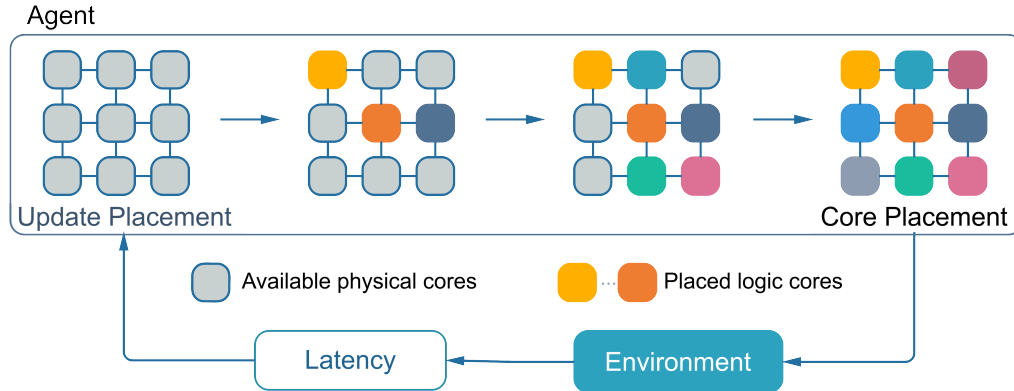 Agent
Update Placement
Core Placement
Available physical cores
... Placed logic cores
Latency
Environment